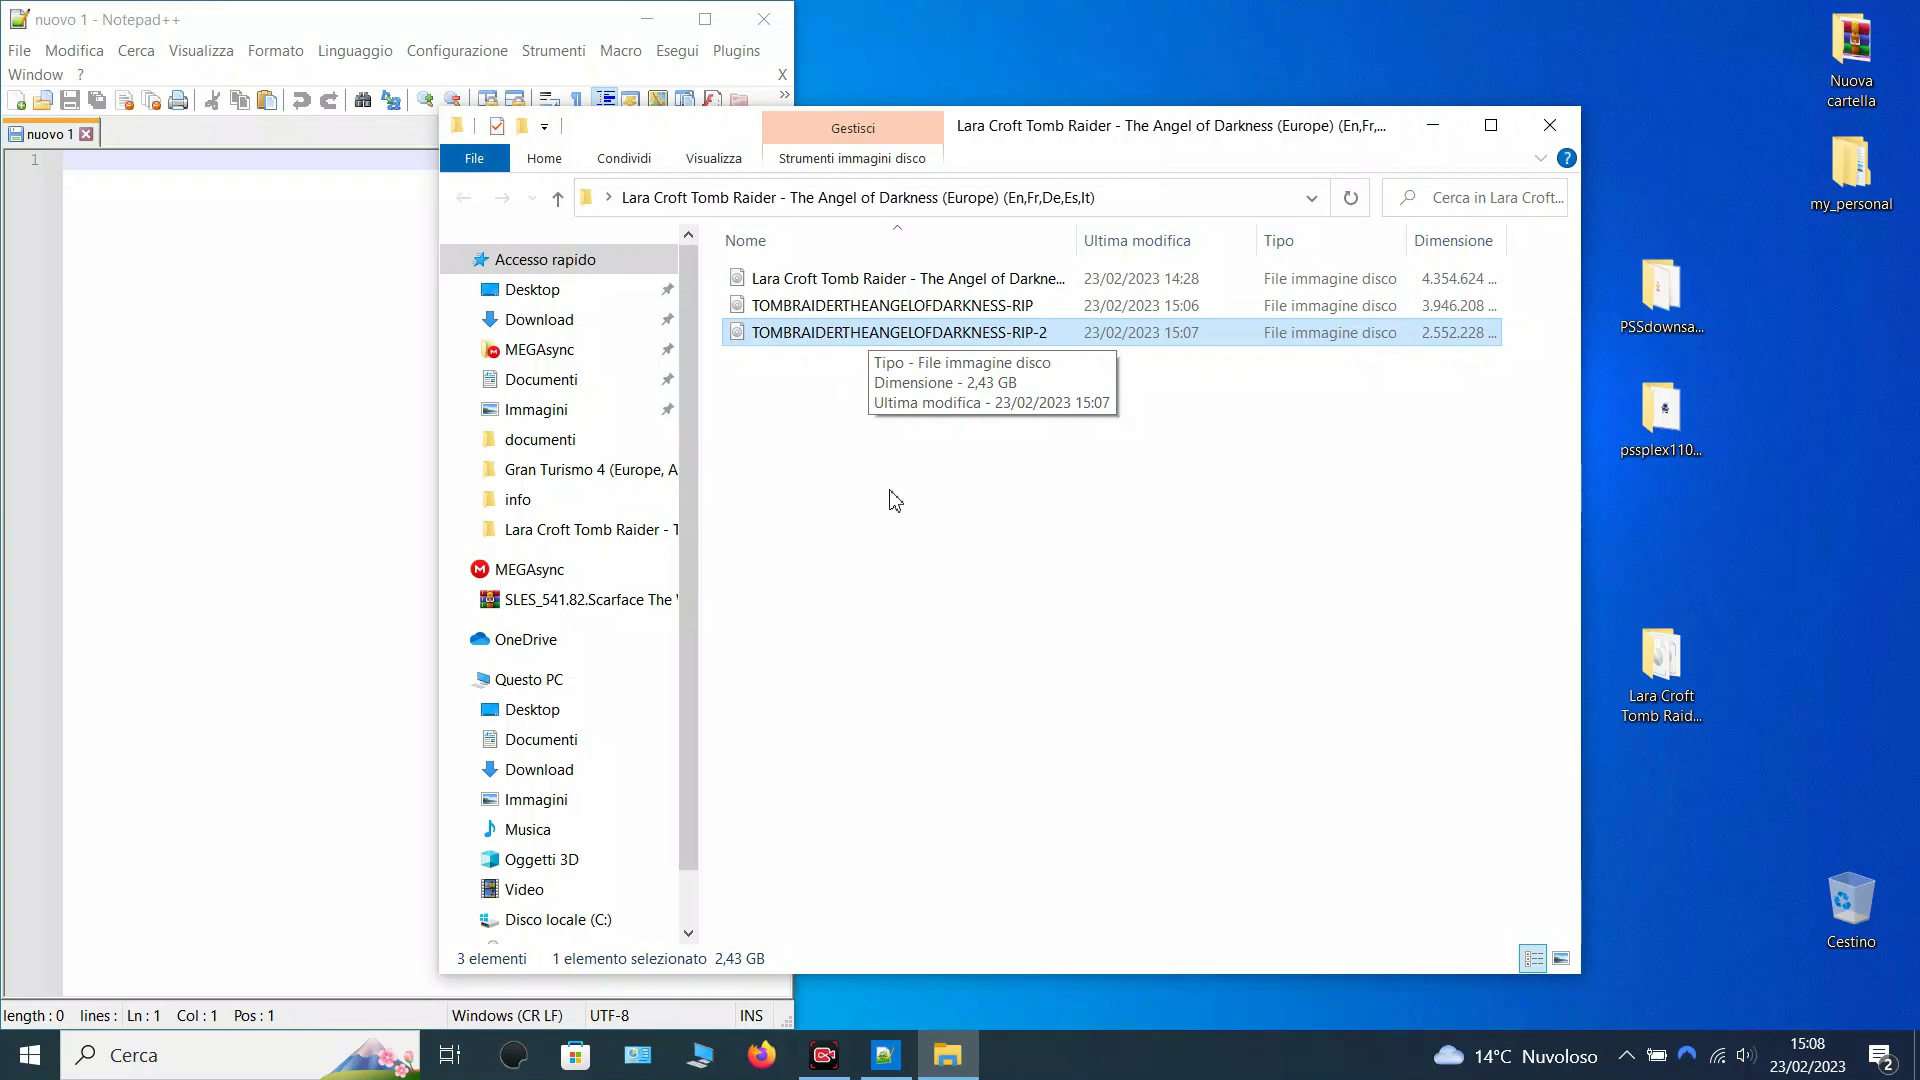 nuovo 1 - Notepad++
File Modifica Cerca Visualizza Formato Linguaggio Configurazione Strumenti Macro Esegui Plugins
Window ? X
nuovo 1
1
length : 0 lines : Ln : 1 Col : 1 Pos : 1 Windows (CR LF) UTF-8 INS
Gestisci Lara Croft Tomb Raider - The Angel of Darkness (Europe) (En,Fr,...
File Home Condividi Visualizza Strumenti immagini disco
Lara Croft Tomb Raider - The Angel of Darkness (Europe) (En,Fr,De,Es,It) Cerca in Lara Croft...
Accesso rapido
Desktop
Download
MEGAsync
Documenti
Immagini
documenti
Gran Turismo 4 (Europe, A
info
Lara Croft Tomb Raider - T
MEGAsync
SLES_541.82.Scarface The
OneDrive
Questo PC
Desktop
Documenti
Download
Immagini
Musica
Oggetti 3D
Video
Disco locale (C:)
Nome Ultima modifica Tipo Dimensione
Lara Croft Tomb Raider - The Angel of Darkne... 23/02/2023 14:28 File immagine disco 4.354.624 ...
TOMBRAIDERTHEANGELOFDARKNESS-RIP 23/02/2023 15:06 File immagine disco 3.946.208 ...
TOMBRAIDERTHEANGELOFDARKNESS-RIP-2 23/02/2023 15:07 File immagine disco 2.552.228 ...
Tipo - File immagine disco
Dimensione - 2,43 GB
Ultima modifica - 23/02/2023 15:07
3 elementi 1 elemento selezionato 2,43 GB
Nuova
cartella
my_personal
PSSdownsa...
pssplex110...
Lara Croft
Tomb Raid...
Cestino
Cerca
14°C Nuvoloso
15:08
23/02/2023
2